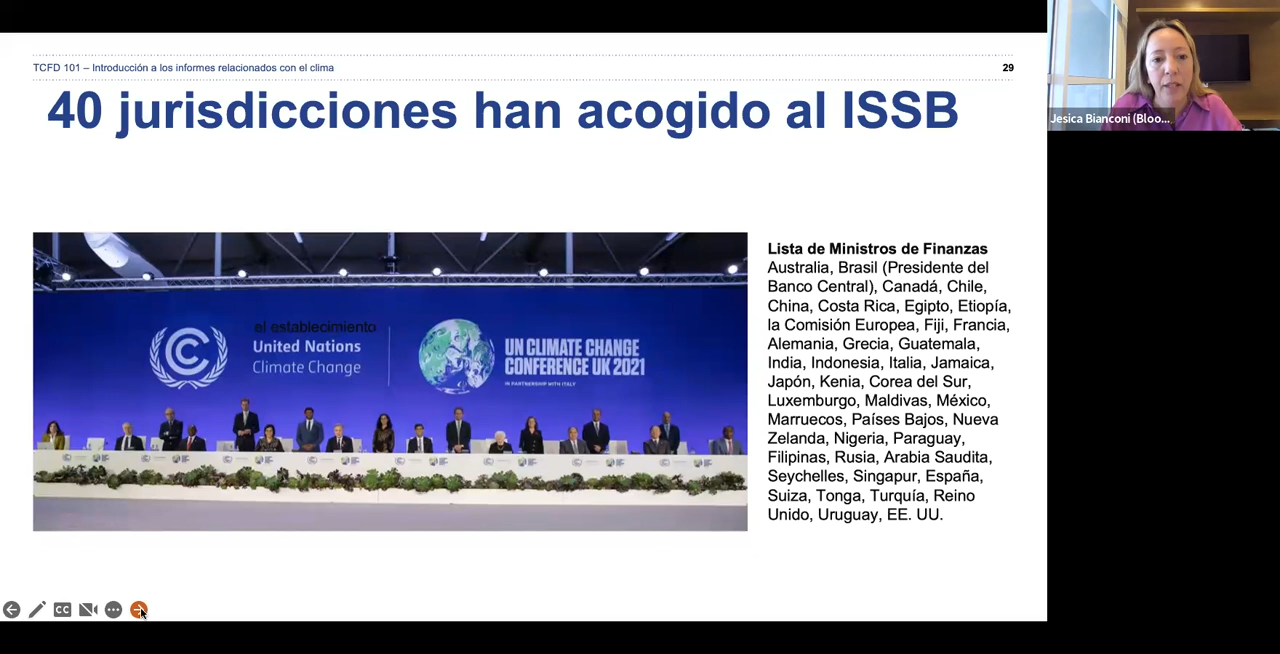 TCFD 101 – Introducción a los informes relacionados con el clima
29
40 jurisdicciones han acogido al ISSB
el establecimiento
United Nations
Climate Change
UN CLIMATE CHANGE
CONFERENCE UK 2021
IN PARTNERSHIP WITH ITALY
Lista de Ministros de Finanzas
Australia, Brasil (Presidente del
Banco Central), Canadá, Chile,
China, Costa Rica, Egipto, Etiopía,
la Comisión Europea, Fiji, Francia,
Alemania, Grecia, Guatemala,
India, Indonesia, Italia, Jamaica,
Japón, Kenia, Corea del Sur,
Luxemburgo, Maldivas, México,
Marruecos, Países Bajos, Nueva
Zelanda, Nigeria, Paraguay,
Filipinas, Rusia, Arabia Saudita,
Seychelles, Singapur, España,
Suiza, Tonga, Turquía, Reino
Unido, Uruguay, EE. UU.
CC
Jesica Bianconi (Bloo...